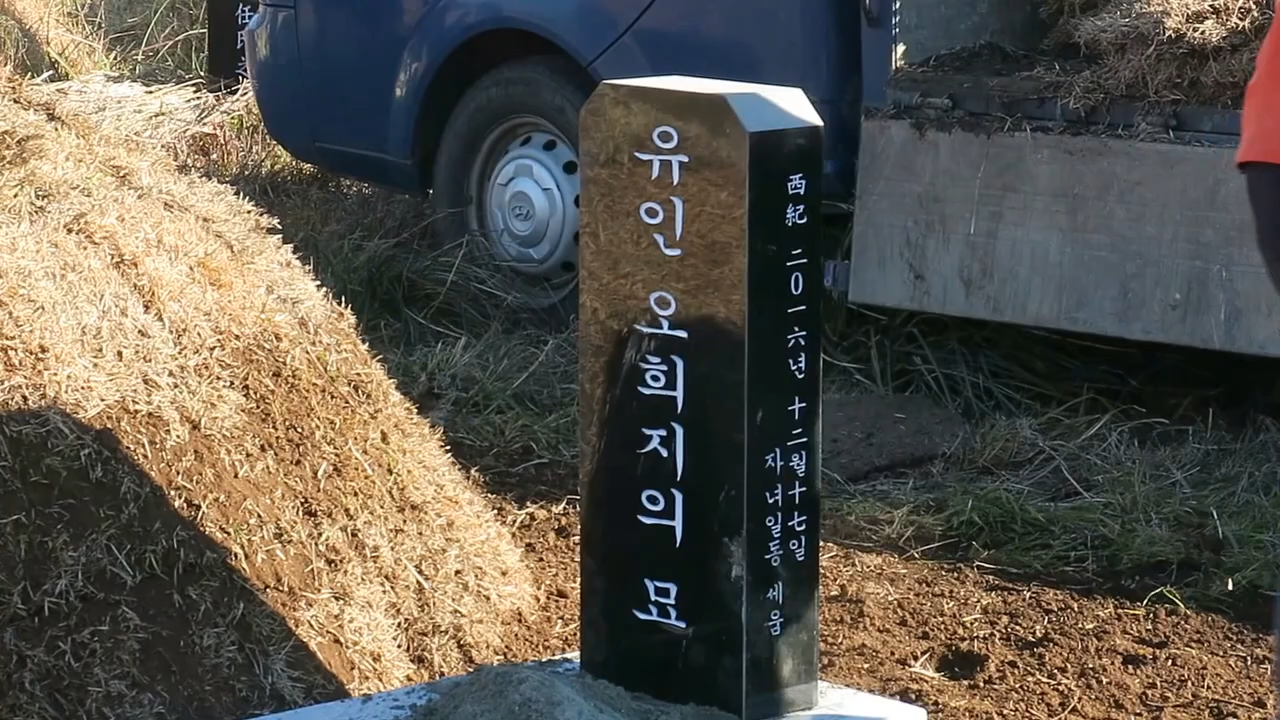 유인 오희지의 묘
西紀 二０一六년 十二월十七일
자녀일동 세움
任